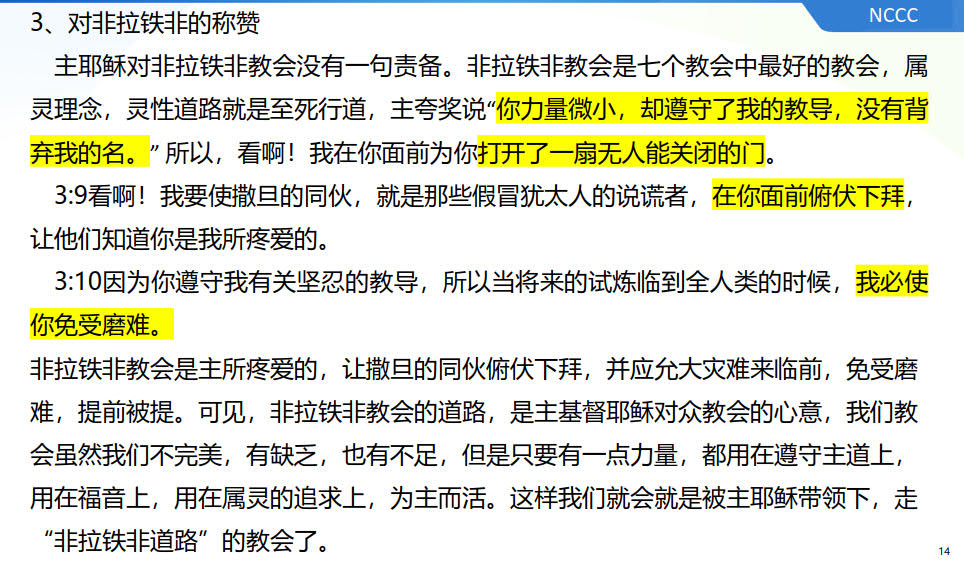 NCCC
3、对非拉铁非的称赞
主耶稣对非拉铁非教会没有一句责备。非拉铁非教会是七个教会中最好的教会，属
灵理念，灵性道路就是至死行道，主夸奖说“你力量微小，却遵守了我的教导，没有背
弃我的名。” 所以，看啊！我在你面前为你打开了一扇无人能关闭的门。
3:9看啊！我要使撒旦的同伙，就是那些假冒犹太人的说谎者，在你面前俯伏下拜，
让他们知道你是我所疼爱的。
3:10因为你遵守我有关坚忍的教导，所以当将来的试炼临到全人类的时候，我必使
你免受磨难。
非拉铁非教会是主所疼爱的，让撒旦的同伙俯伏下拜，并应允大灾难来临前，免受磨
难，提前被提。可见，非拉铁非教会的道路，是主基督耶稣对众教会的心意，我们教
会虽然我们不完美，有缺乏，也有不足，但是只要有一点力量，都用在遵守主道上，
用在福音上，用在属灵的追求上，为主而活。这样我们就会就是被主耶稣带领下，走
“非拉铁非道路”的教会了。
14